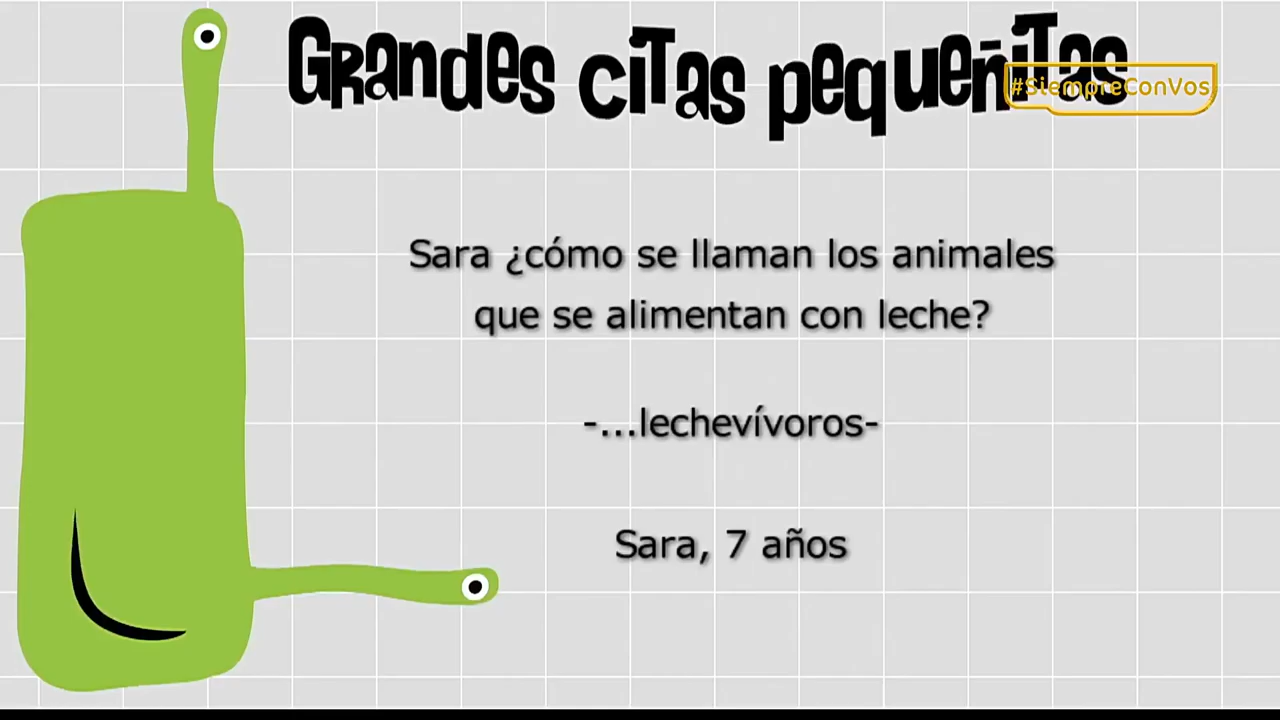 Grandes citas pequeñitas
#SiempreConVos
Sara ¿cómo se llaman los animales
que se alimentan con leche?
-...lechevívoros-
Sara, 7 años